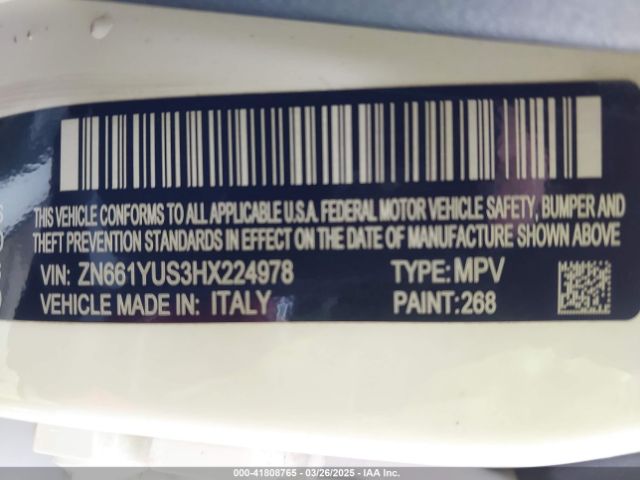 THIS VEHICLE CONFORMS TO ALL APPLICABLE U.S.A. FEDERAL MOTOR VEHICLE SAFETY, BUMPER AND
THEFT PREVENTION STANDARDS IN EFFECT ON THE DATE OF MANUFACTURE SHOWN ABOVE
VIN: ZN661YUS3HX224978 TYPE: MPV
VEHICLE MADE IN: ITALY PAINT:268
000-41808765 — 03/26/2025 — IAA Inc.